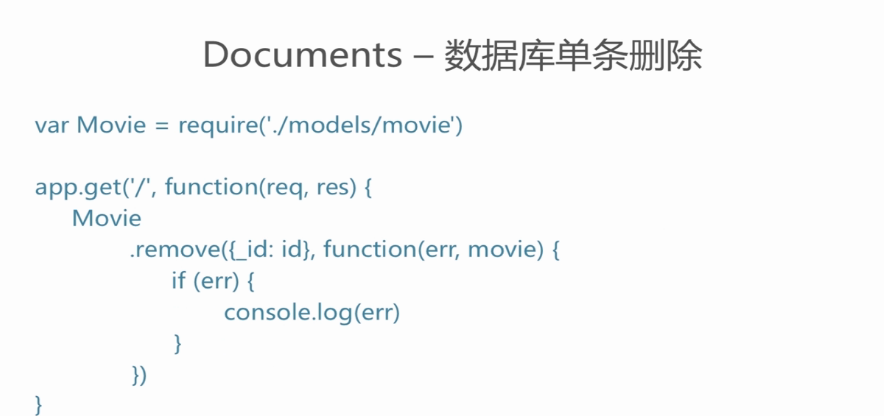 Documents – 数据库单条删除
var Movie = require('./models/movie')
app.get('/', function(req, res) {
Movie
.remove({_id: id}, function(err, movie) {
if (err) {
console.log(err)
}
})
}